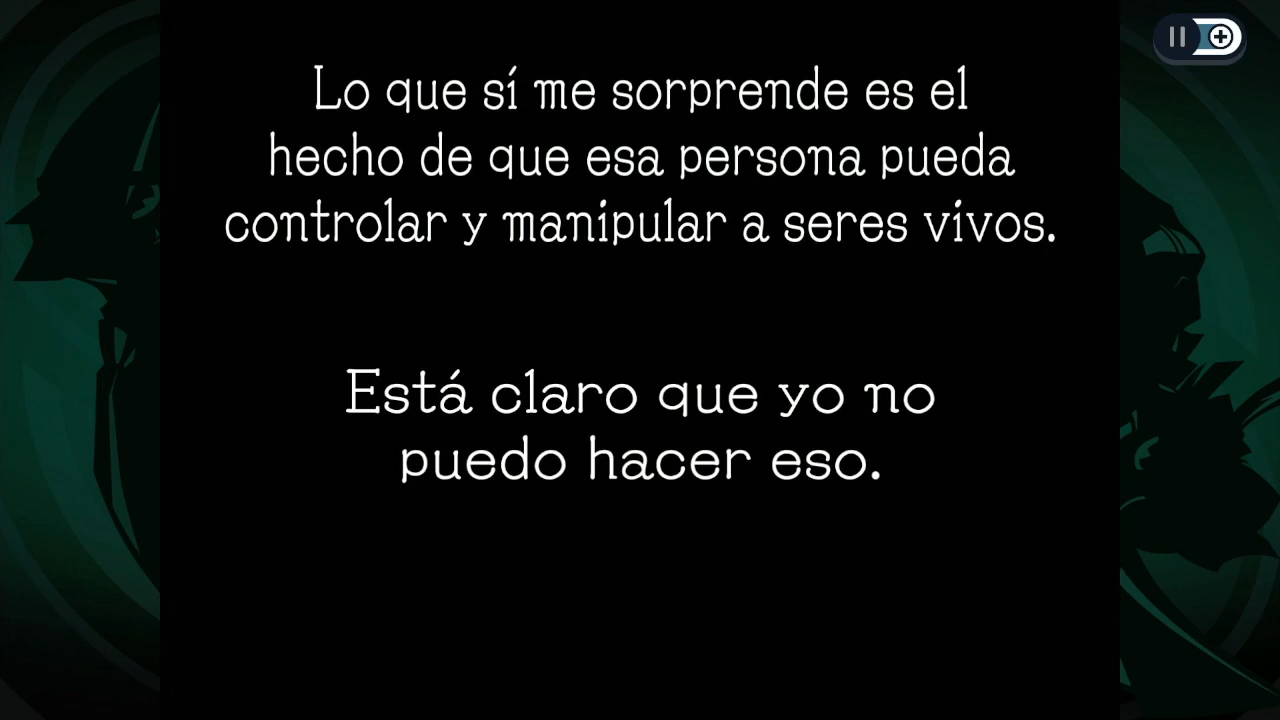 Lo que sí me sorprende es el
hecho de que esa persona pueda
controlar y manipular a seres vivos.
Está claro que yo no
puedo hacer eso.